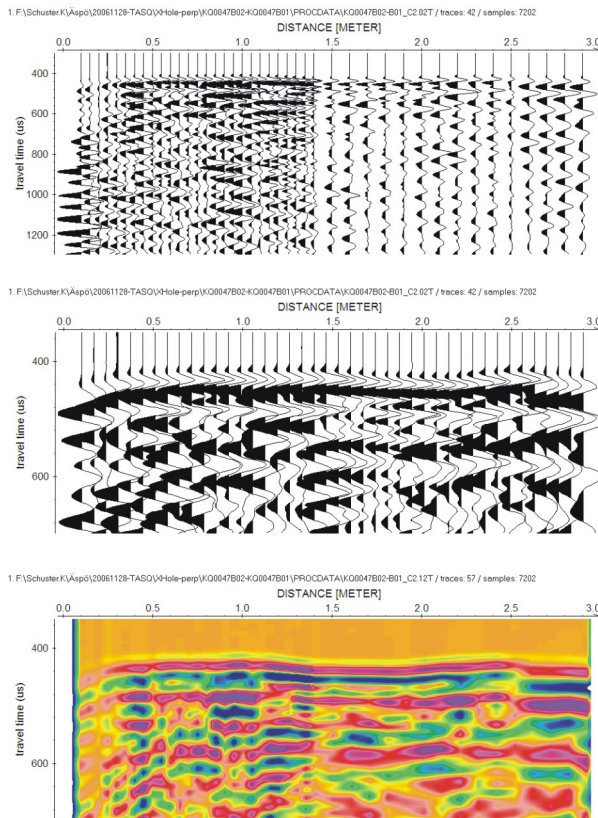 1. F:\Schuster.K\Äspö\20061128-TASQ\XHole-perp\KQ0047B02-KQ0047B01\PROCDATA\KQ0047B02-B01_C2.02T / traces: 42 / samples: 7202
DISTANCE [METER]
0.0 0.5 1.0 1.5 2.0 2.5 3.0
travel time (us)
400
600
800
1000
1200
1. F:\Schuster.K\Äspö\20061128-TASQ\XHole-perp\KQ0047B02-KQ0047B01\PROCDATA\KQ0047B02-B01_C2.02T / traces: 42 / samples: 7202
DISTANCE [METER]
0.0 0.5 1.0 1.5 2.0 2.5 3.0
travel time (us)
400
600
1. F:\Schuster.K\Äspö\20061128-TASQ\XHole-perp\KQ0047B02-KQ0047B01\PROCDATA\KQ0047B02-B01_C2.12T / traces: 57 / samples: 7202
DISTANCE [METER]
0.0 0.5 1.0 1.5 2.0 2.5 3.0
travel time (us)
400
600